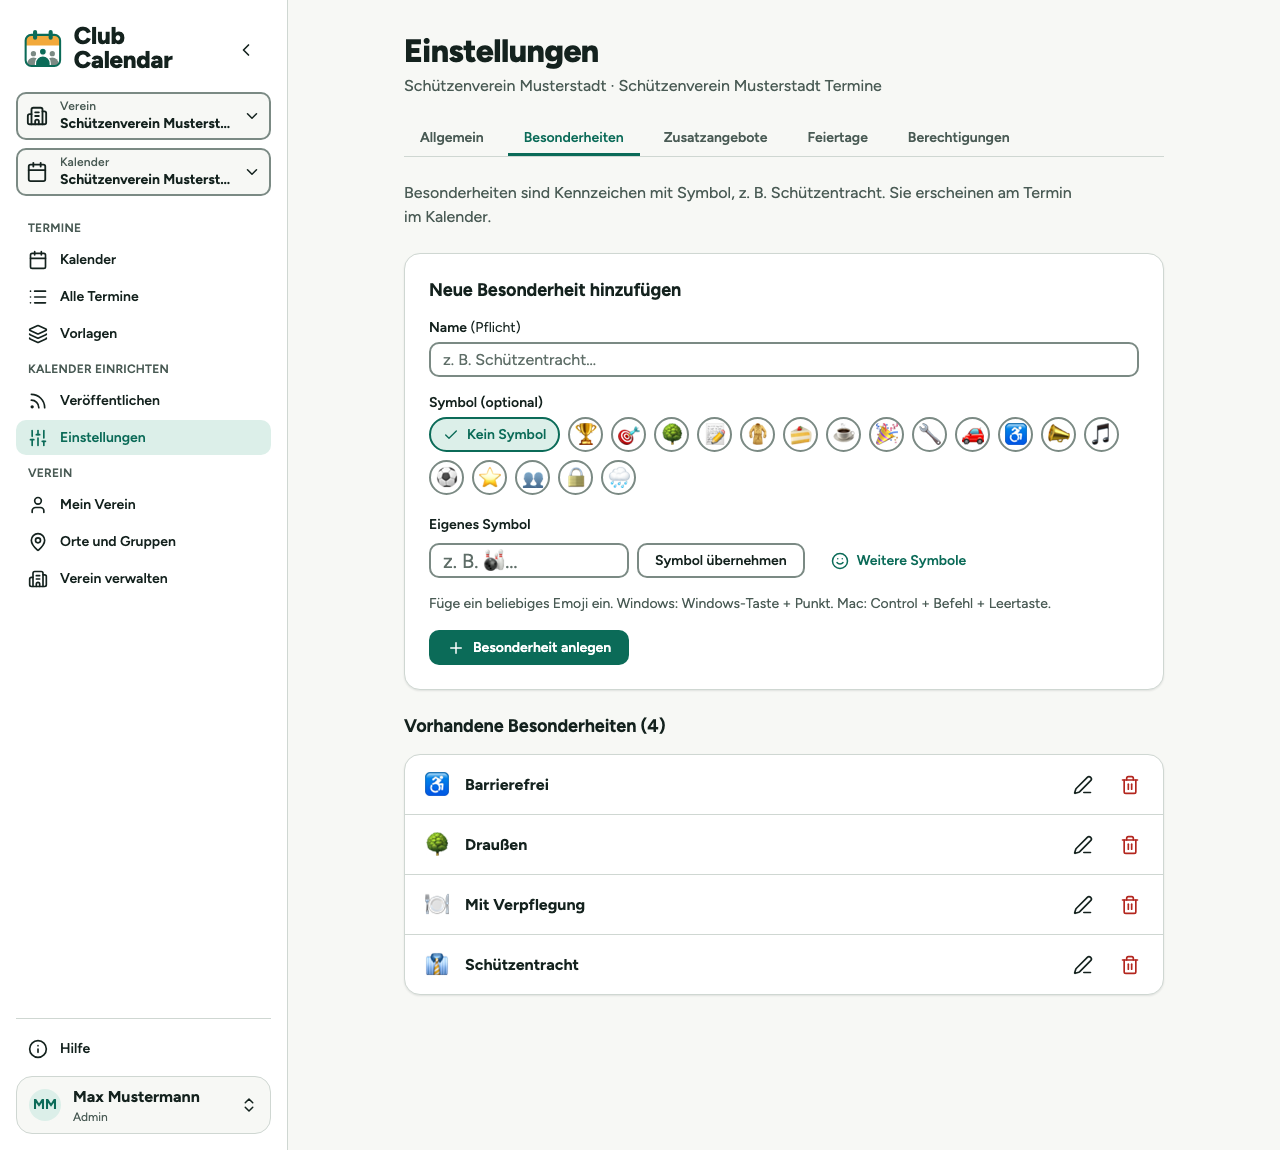 Club
Calendar
Verein
Schützenverein Musterst...
Kalender
Schützenverein Musterst...
TERMINE
Kalender
Alle Termine
Vorlagen
KALENDER EINRICHTEN
Veröffentlichen
Einstellungen
VEREIN
Mein Verein
Orte und Gruppen
Verein verwalten
Hilfe
MM
Max Mustermann
Admin
Einstellungen
Schützenverein Musterstadt · Schützenverein Musterstadt Termine
Allgemein
Besonderheiten
Zusatzangebote
Feiertage
Berechtigungen
Besonderheiten sind Kennzeichen mit Symbol, z. B. Schützentracht. Sie erscheinen am Termin
im Kalender.
Neue Besonderheit hinzufügen
Name (Pflicht)
z. B. Schützentracht...
Symbol (optional)
Kein Symbol
Eigenes Symbol
z. B. 🎳...
Symbol übernehmen
Weitere Symbole
Füge ein beliebiges Emoji ein. Windows: Windows-Taste + Punkt. Mac: Control + Befehl + Leertaste.
Besonderheit anlegen
Vorhandene Besonderheiten (4)
Barrierefrei
Draußen
Mit Verpflegung
Schützentracht